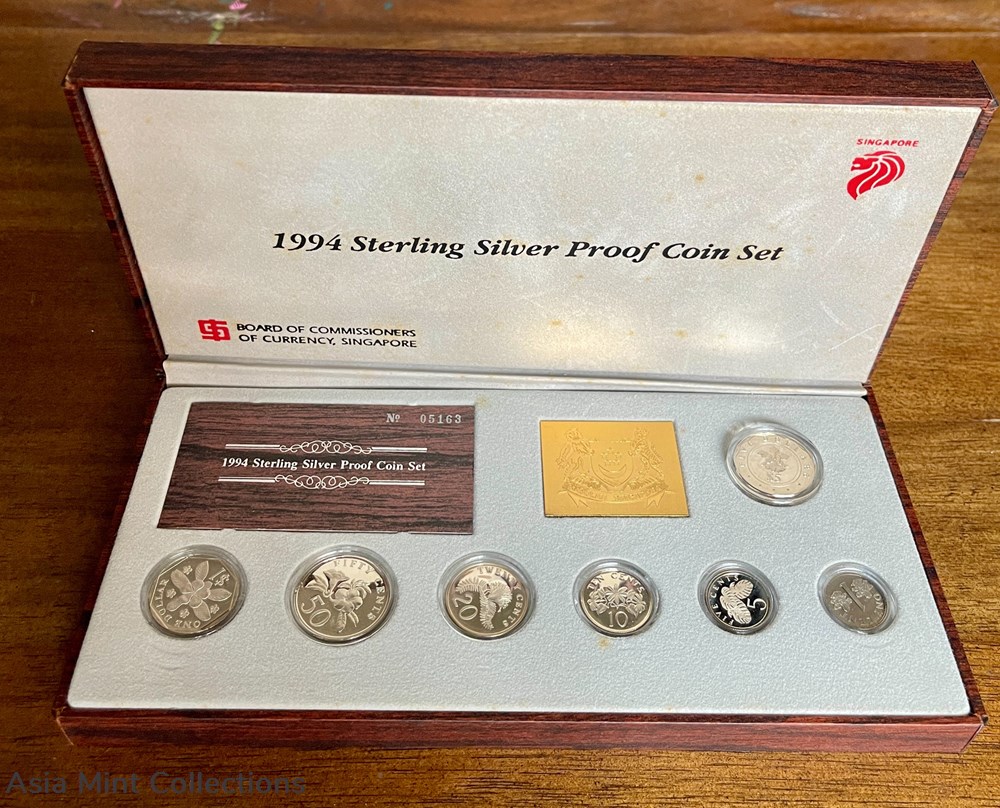 SINGAPORE
1994 Sterling Silver Proof Coin Set
BOARD OF COMMISSIONERS
OF CURRENCY, SINGAPORE
Nº 05163
1994 Sterling Silver Proof Coin Set
$5
ONE DOLLAR
FIFTY CENTS
50
TWENTY CENTS
20
TEN CENTS
10
FIVE CENTS
5
1
Asia Mint Collections